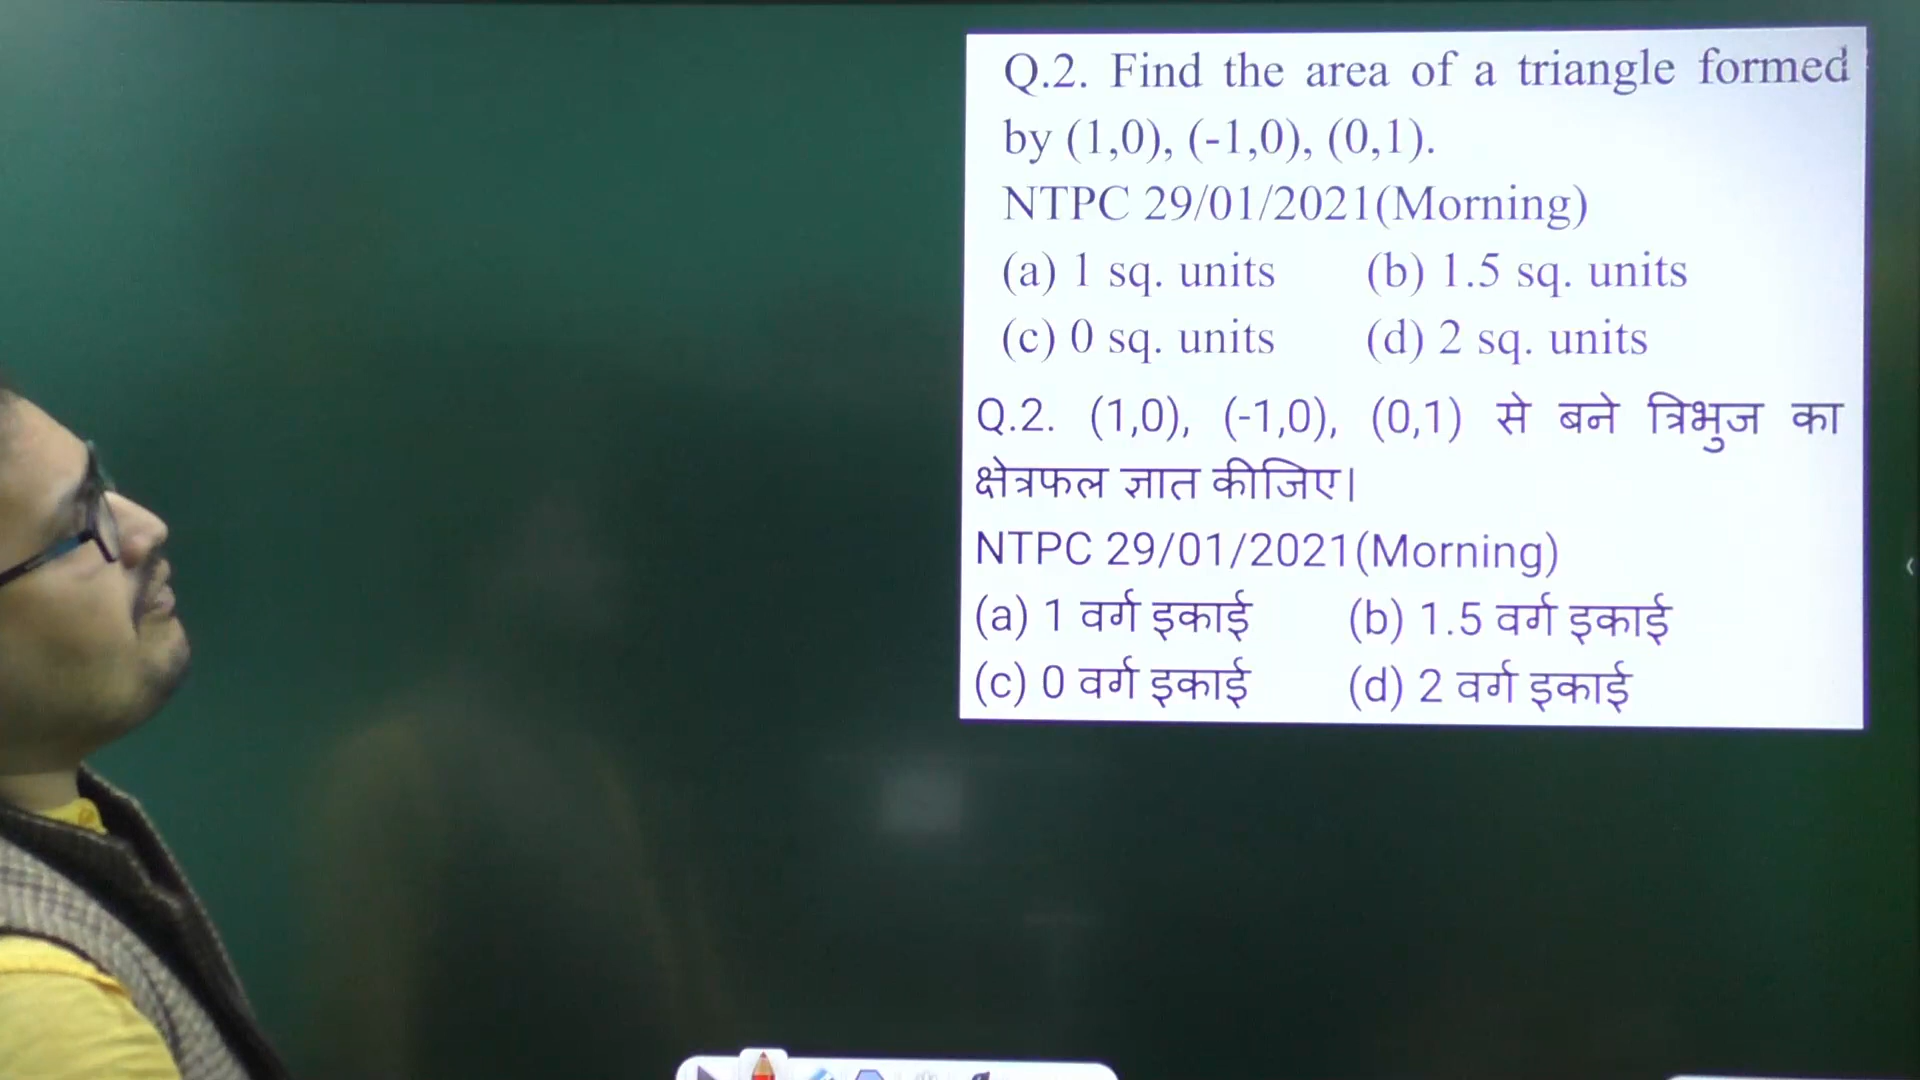 Q.2. Find the area of a triangle formed
by (1,0), (-1,0), (0,1).
NTPC 29/01/2021(Morning)
(a) 1 sq. units (b) 1.5 sq. units
(c) 0 sq. units (d) 2 sq. units
Q.2. (1,0), (-1,0), (0,1) से बने त्रिभुज का
क्षेत्रफल ज्ञात कीजिए।
NTPC 29/01/2021(Morning)
(a) 1 वर्ग इकाई (b) 1.5 वर्ग इकाई
(c) 0 वर्ग इकाई (d) 2 वर्ग इकाई